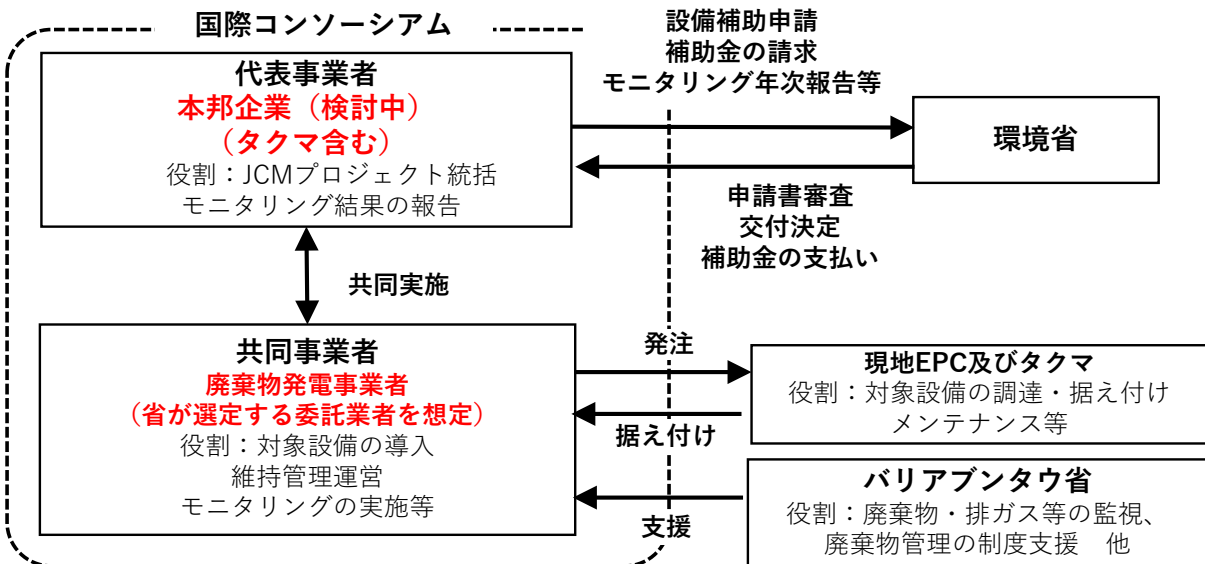 国際コンソーシアム
代表事業者
本邦企業（検討中）
（タクマ含む）
役割：JCMプロジェクト統括
モニタリング結果の報告
設備補助申請
補助金の請求
モニタリング年次報告等
環境省
申請書審査
交付決定
補助金の支払い
共同実施
共同事業者
廃棄物発電事業者
（省が選定する委託業者を想定）
役割：対象設備の導入
維持管理運営
モニタリングの実施等
発注
据え付け
現地EPC及びタクマ
役割：対象設備の調達・据え付け
メンテナンス等
支援
バリアブンタウ省
役割：廃棄物・排ガス等の監視、
廃棄物管理の制度支援　他